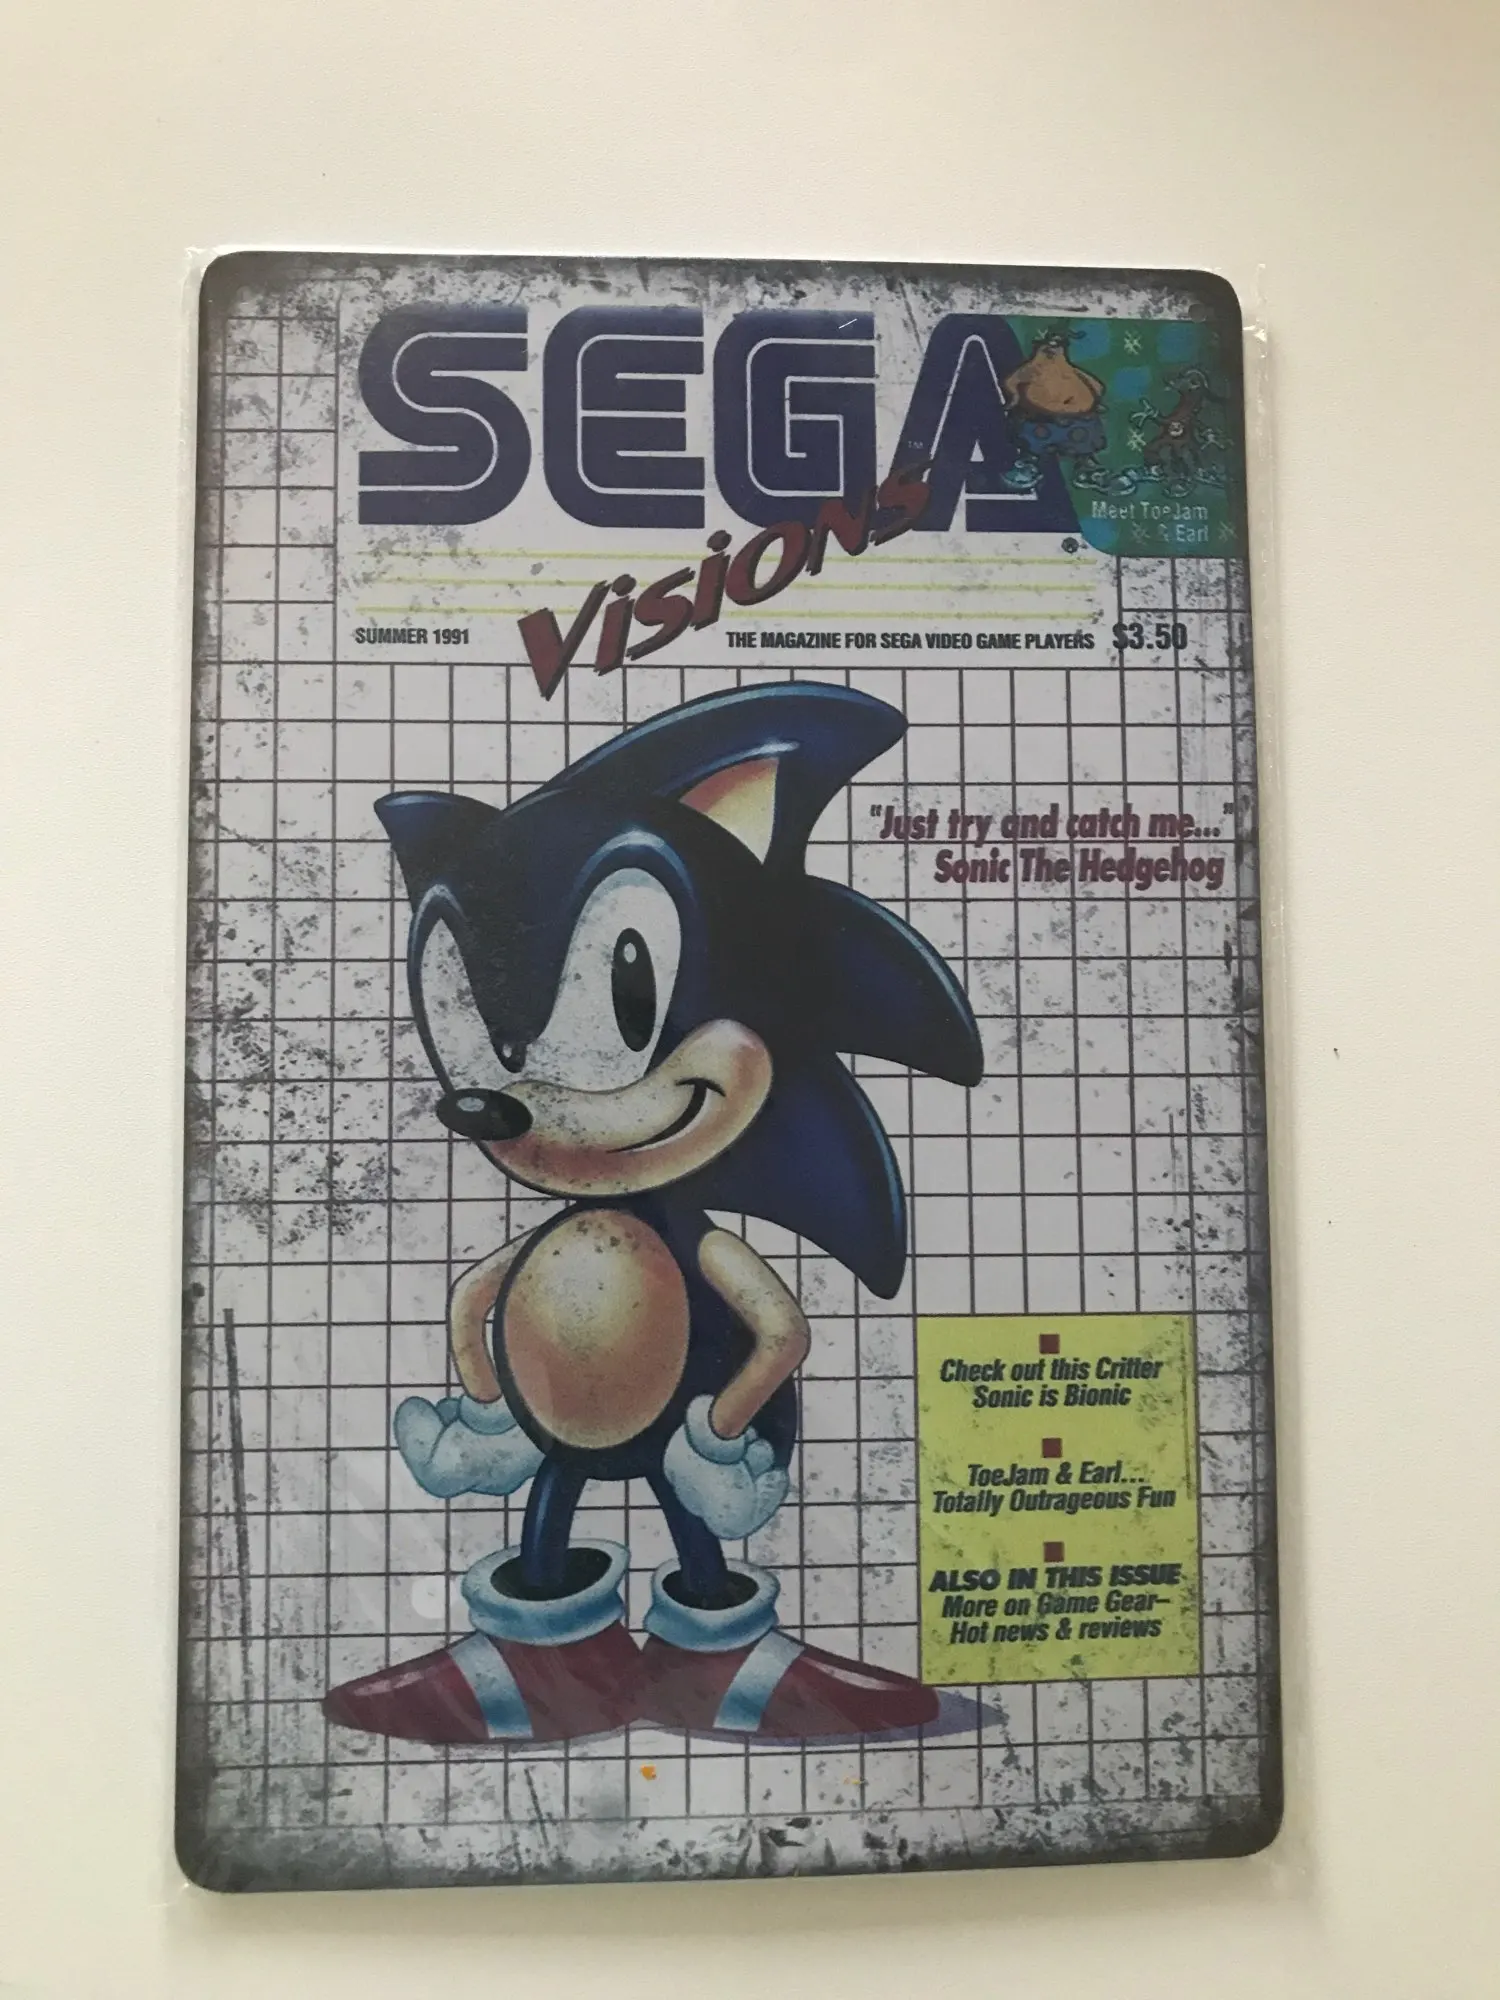 SEGA
™
Meet ToeJam
& Earl
®
Visions
SUMMER 1991
THE MAGAZINE FOR SEGA VIDEO GAME PLAYERS
$3.50
"Just try and catch me..."
Sonic The Hedgehog
Check out this Critter
Sonic is Bionic
ToeJam & Earl...
Totally Outrageous Fun
ALSO IN THIS ISSUE
More on Game Gear–
Hot news & reviews